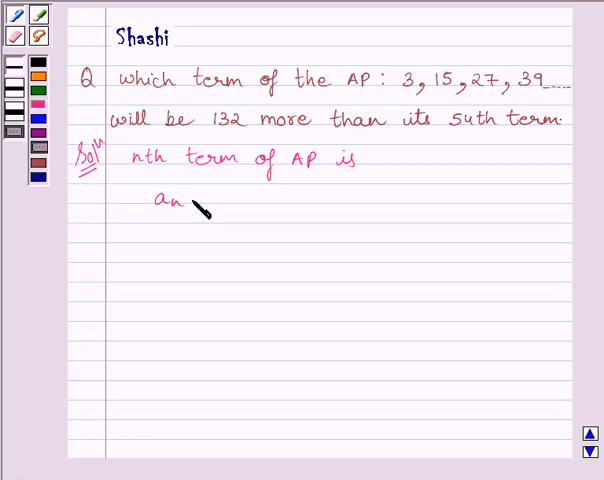 Shashi
Q which term of the AP : 3, 15, 27, 39.....
will be 132 more than its 54th term.
Solⁿ nth term of AP is
an